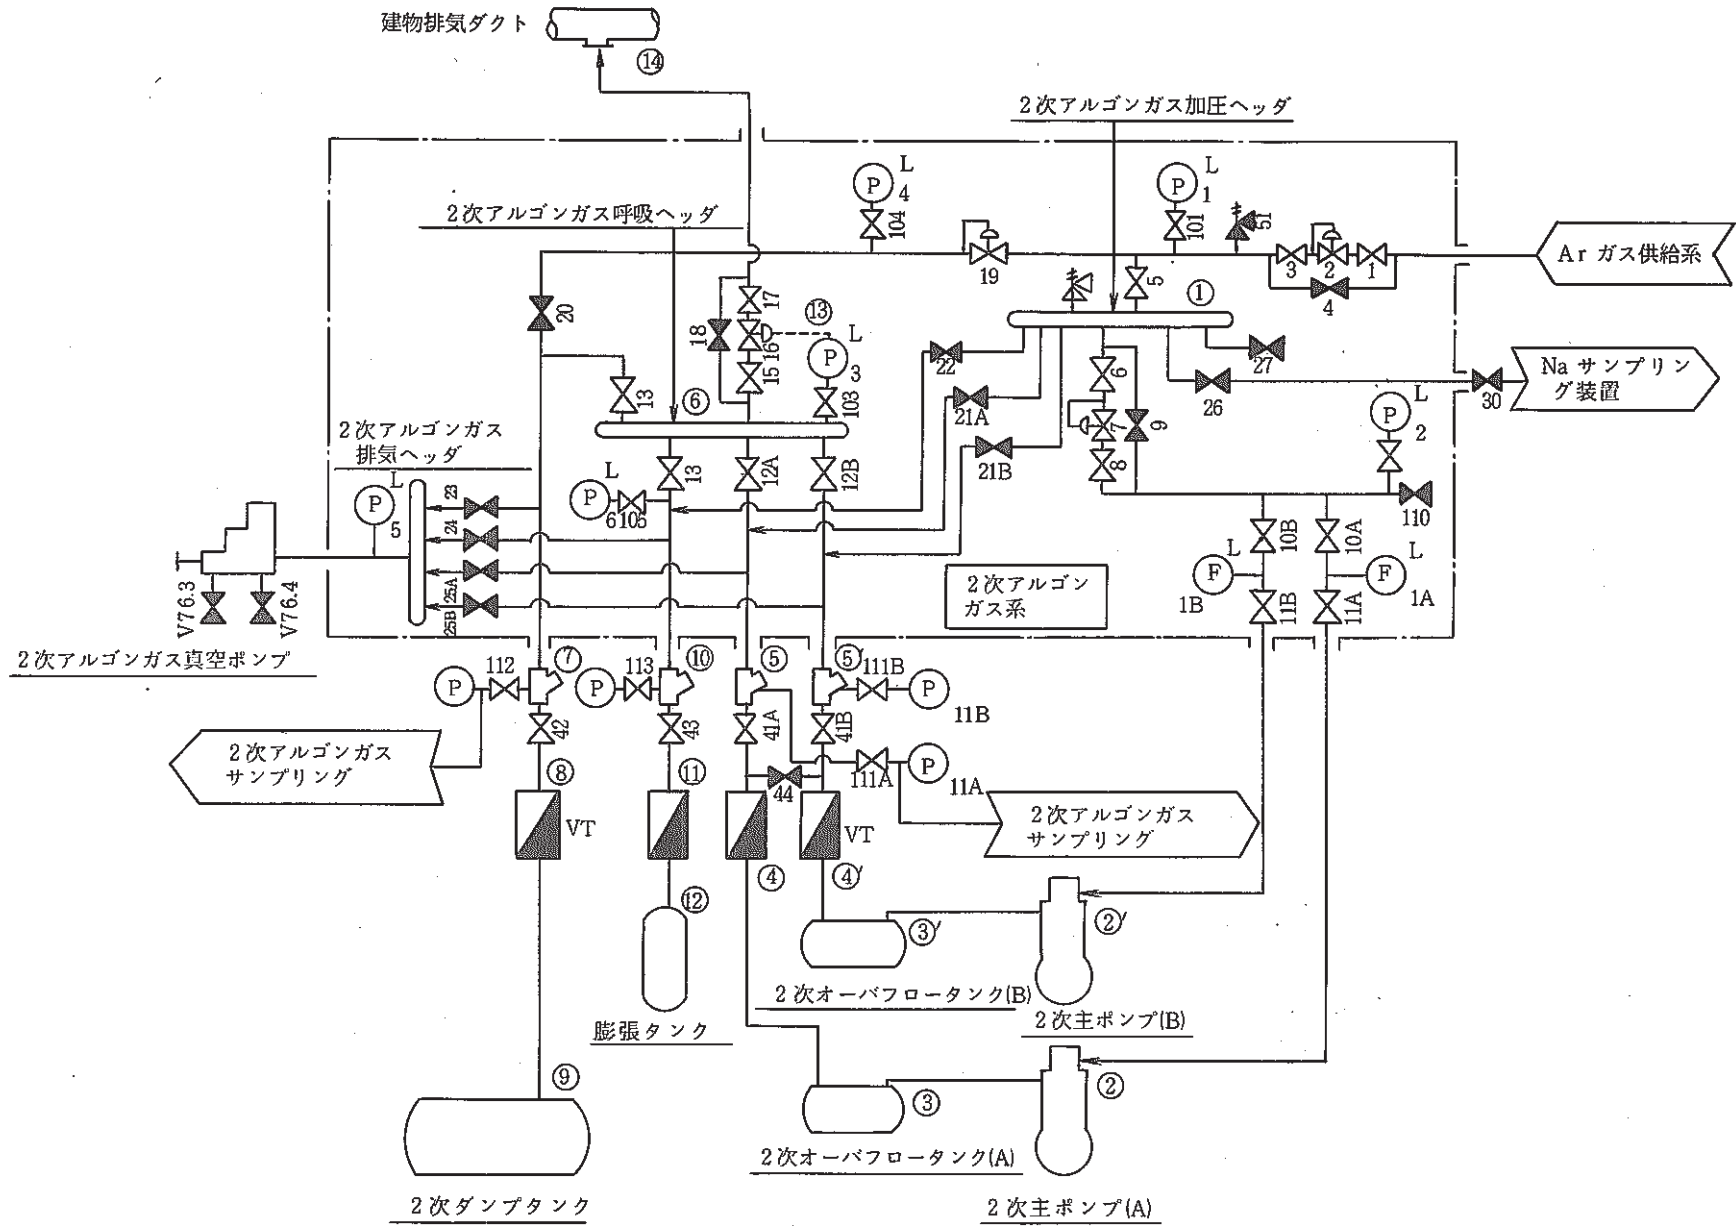 建物排気ダクト
⑭
2次アルゴンガス加圧ヘッダ
P
L
4
104
P
L
1
101
51
2次アルゴンガス呼吸ヘッダ
19
3
2
1
4
Arガス供給系
5
①
20
17
18
⑬
16
15
L
P
3
103
13
⑥
22
21A
21B
6
7
8
9
27
26
30
Naサンプリン
グ装置
P
L
2
110
2次アルゴンガス
排気ヘッダ
L
P
5
23
24
25A
25B
13
12A
12B
L
P
6
105
10B
10A
L
F
1B
11B
L
F
1A
11A
2次アルゴン
ガス系
V76.3
V76.4
2次アルゴンガス真空ポンプ
P
112
⑦
P
113
⑩
⑤
⑤′
111B
P
11B
42
43
41A
41B
2次アルゴンガス
サンプリング
⑧
⑪
44
111A
P
11A
VT
VT
④
④′
2次アルゴンガス
サンプリング
⑫
③′
②′
2次オーバフロータンク(B)
2次主ポンプ(B)
膨張タンク
⑨
③
②
2次オーバフロータンク(A)
2次ダンプタンク
2次主ポンプ(A)